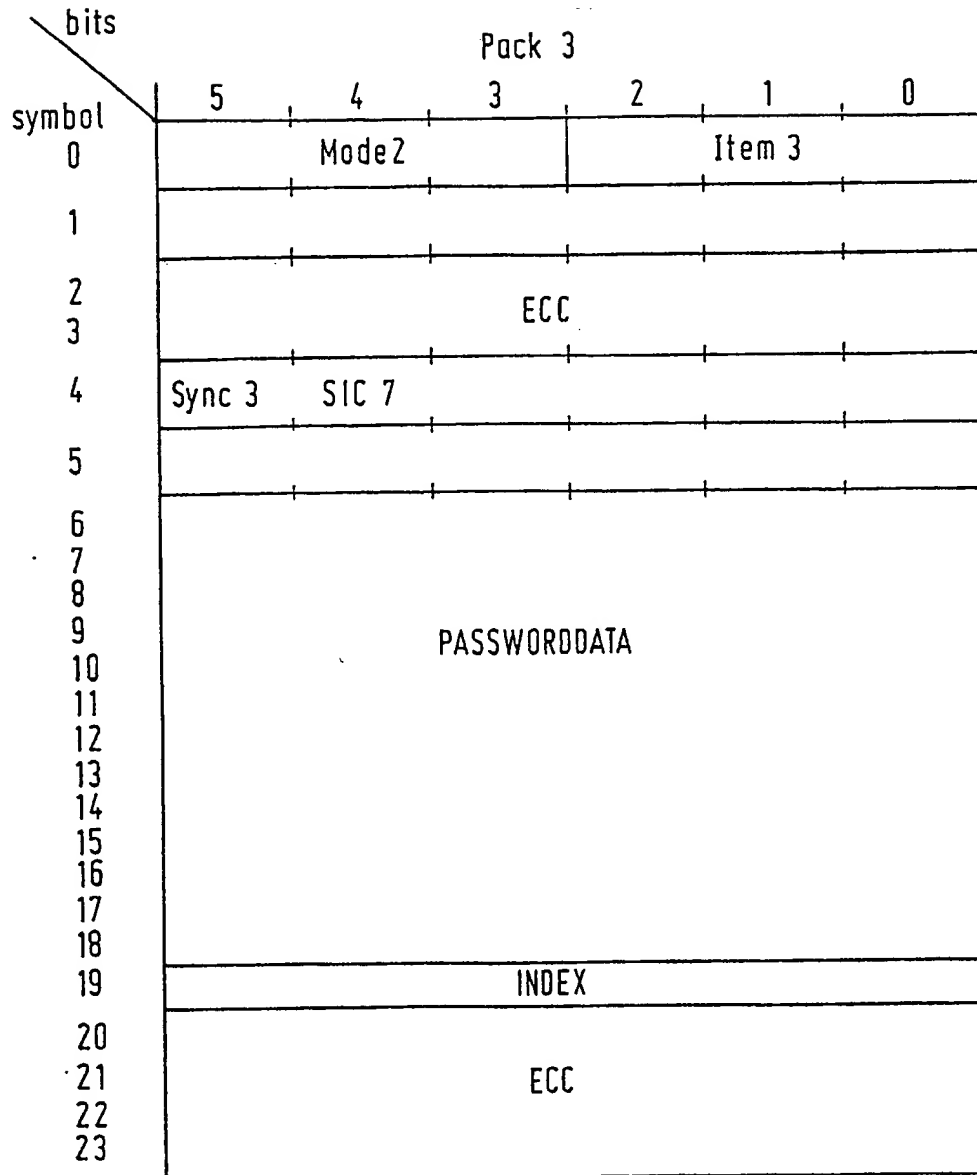 bits
Pack 3
5 4 3 2 1 0
symbol
0 Mode2 Item 3
1
2
ECC
3
4 Sync 3 SIC 7
5
6
7
8
9 PASSWORDDATA
10
11
12
13
14
15
16
17
18
19 INDEX
20
21 ECC
22
23